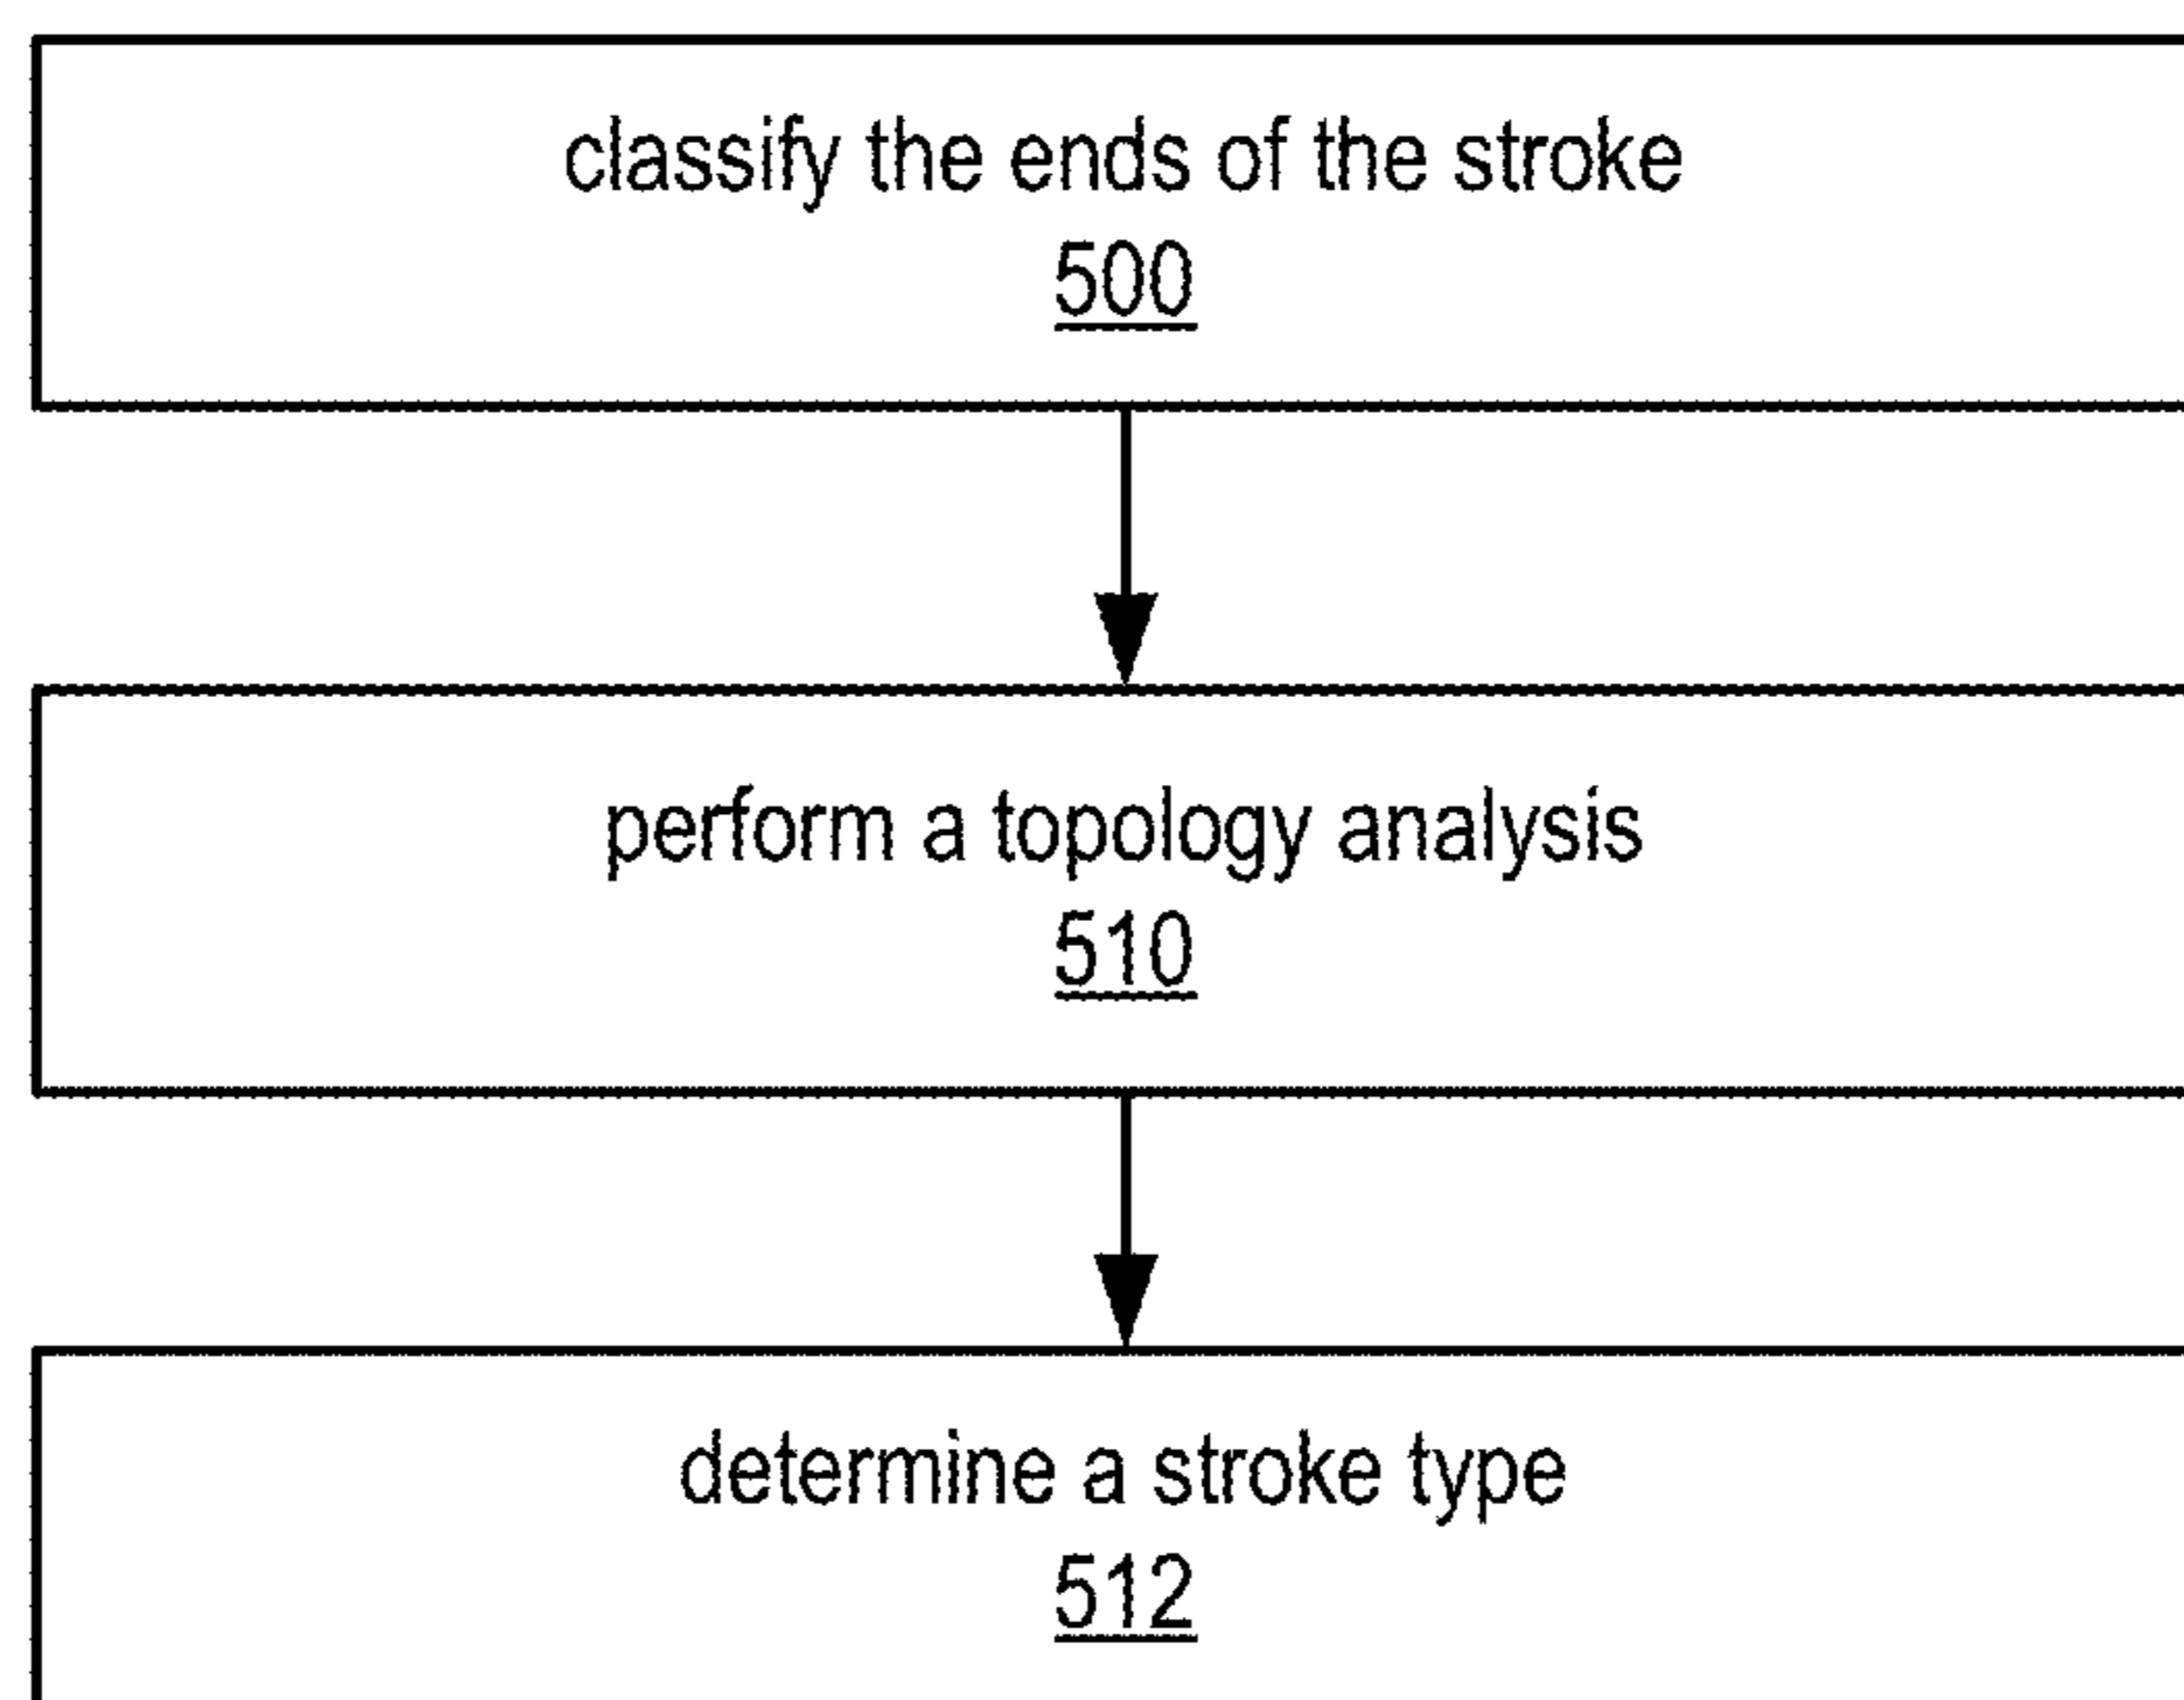 classify the ends of the stroke
500
perform a topology analysis
510
determine a stroke type
512